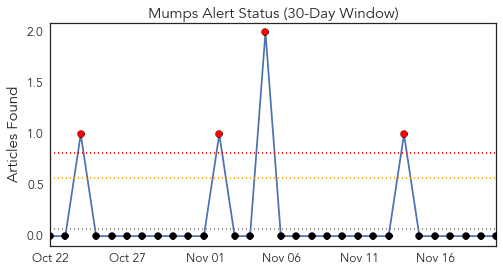 Mumps Alert Status (30-Day Window)
Articles Found
2.0
1.5
1.0
0.5
0.0
Oct 22 Oct 27 Nov 01 Nov 06 Nov 11 Nov 16